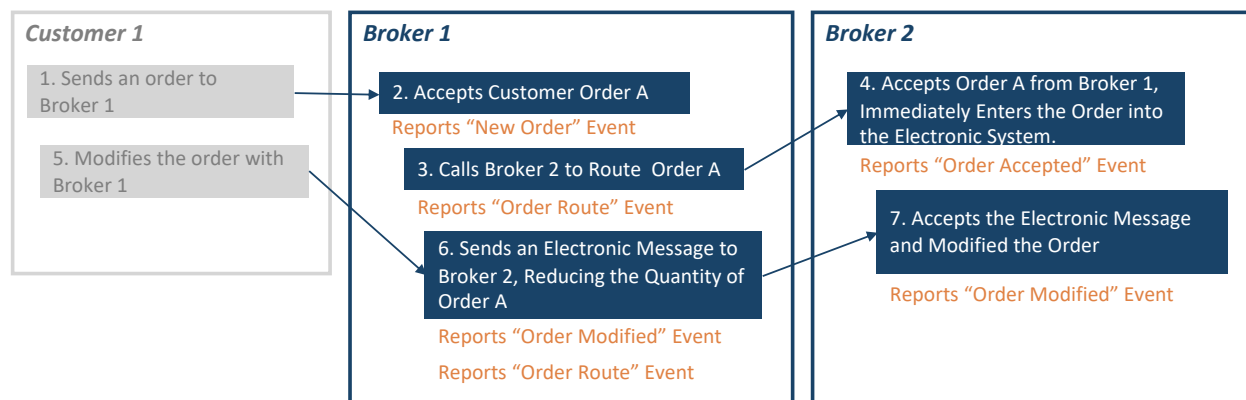 Customer 1
1. Sends an order to
Broker 1
5. Modifies the order with
Broker 1
Broker 1
2. Accepts Customer Order A
Reports “New Order” Event
3. Calls Broker 2 to Route  Order A
Reports “Order Route” Event
6. Sends an Electronic Message to
Broker 2, Reducing the Quantity of
Order A
Reports “Order Modified” Event
Reports “Order Route” Event
Broker 2
4. Accepts Order A from Broker 1,
Immediately Enters the Order into
the Electronic System.
Reports “Order Accepted” Event
7. Accepts the Electronic Message
and Modified the Order
Reports “Order Modified” Event